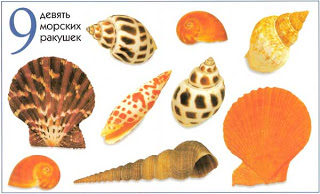 9 девять
морских
ракушек